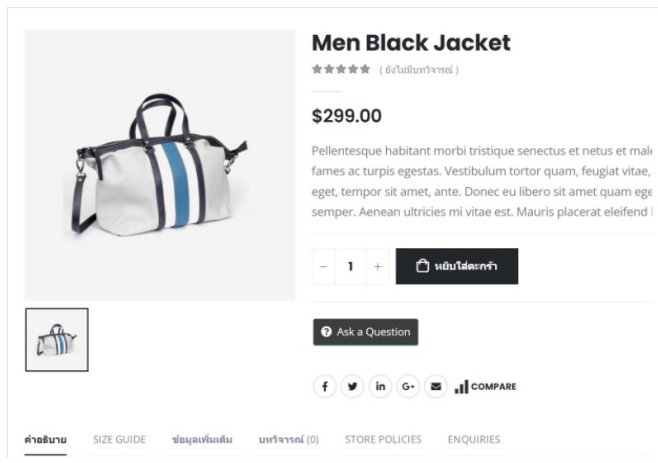 Men Black Jacket
( ยังไม่มีบทวิจารณ์ )
$299.00
Pellentesque habitant morbi tristique senectus et netus et
fames ac turpis egestas. Vestibulum tortor quam, feugiat vitae,
eget, tempor sit amet, ante. Donec eu libero sit amet quam
semper. Aenean ultricies mi vitae est. Mauris placerat eleifend
− 1 + หยิบใส่ตะกร้า
? Ask a Question
f in G+ COMPARE
คำอธิบาย SIZE GUIDE ข้อมูลเพิ่มเติม บทวิจารณ์ (0) STORE POLICIES ENQUIRIES